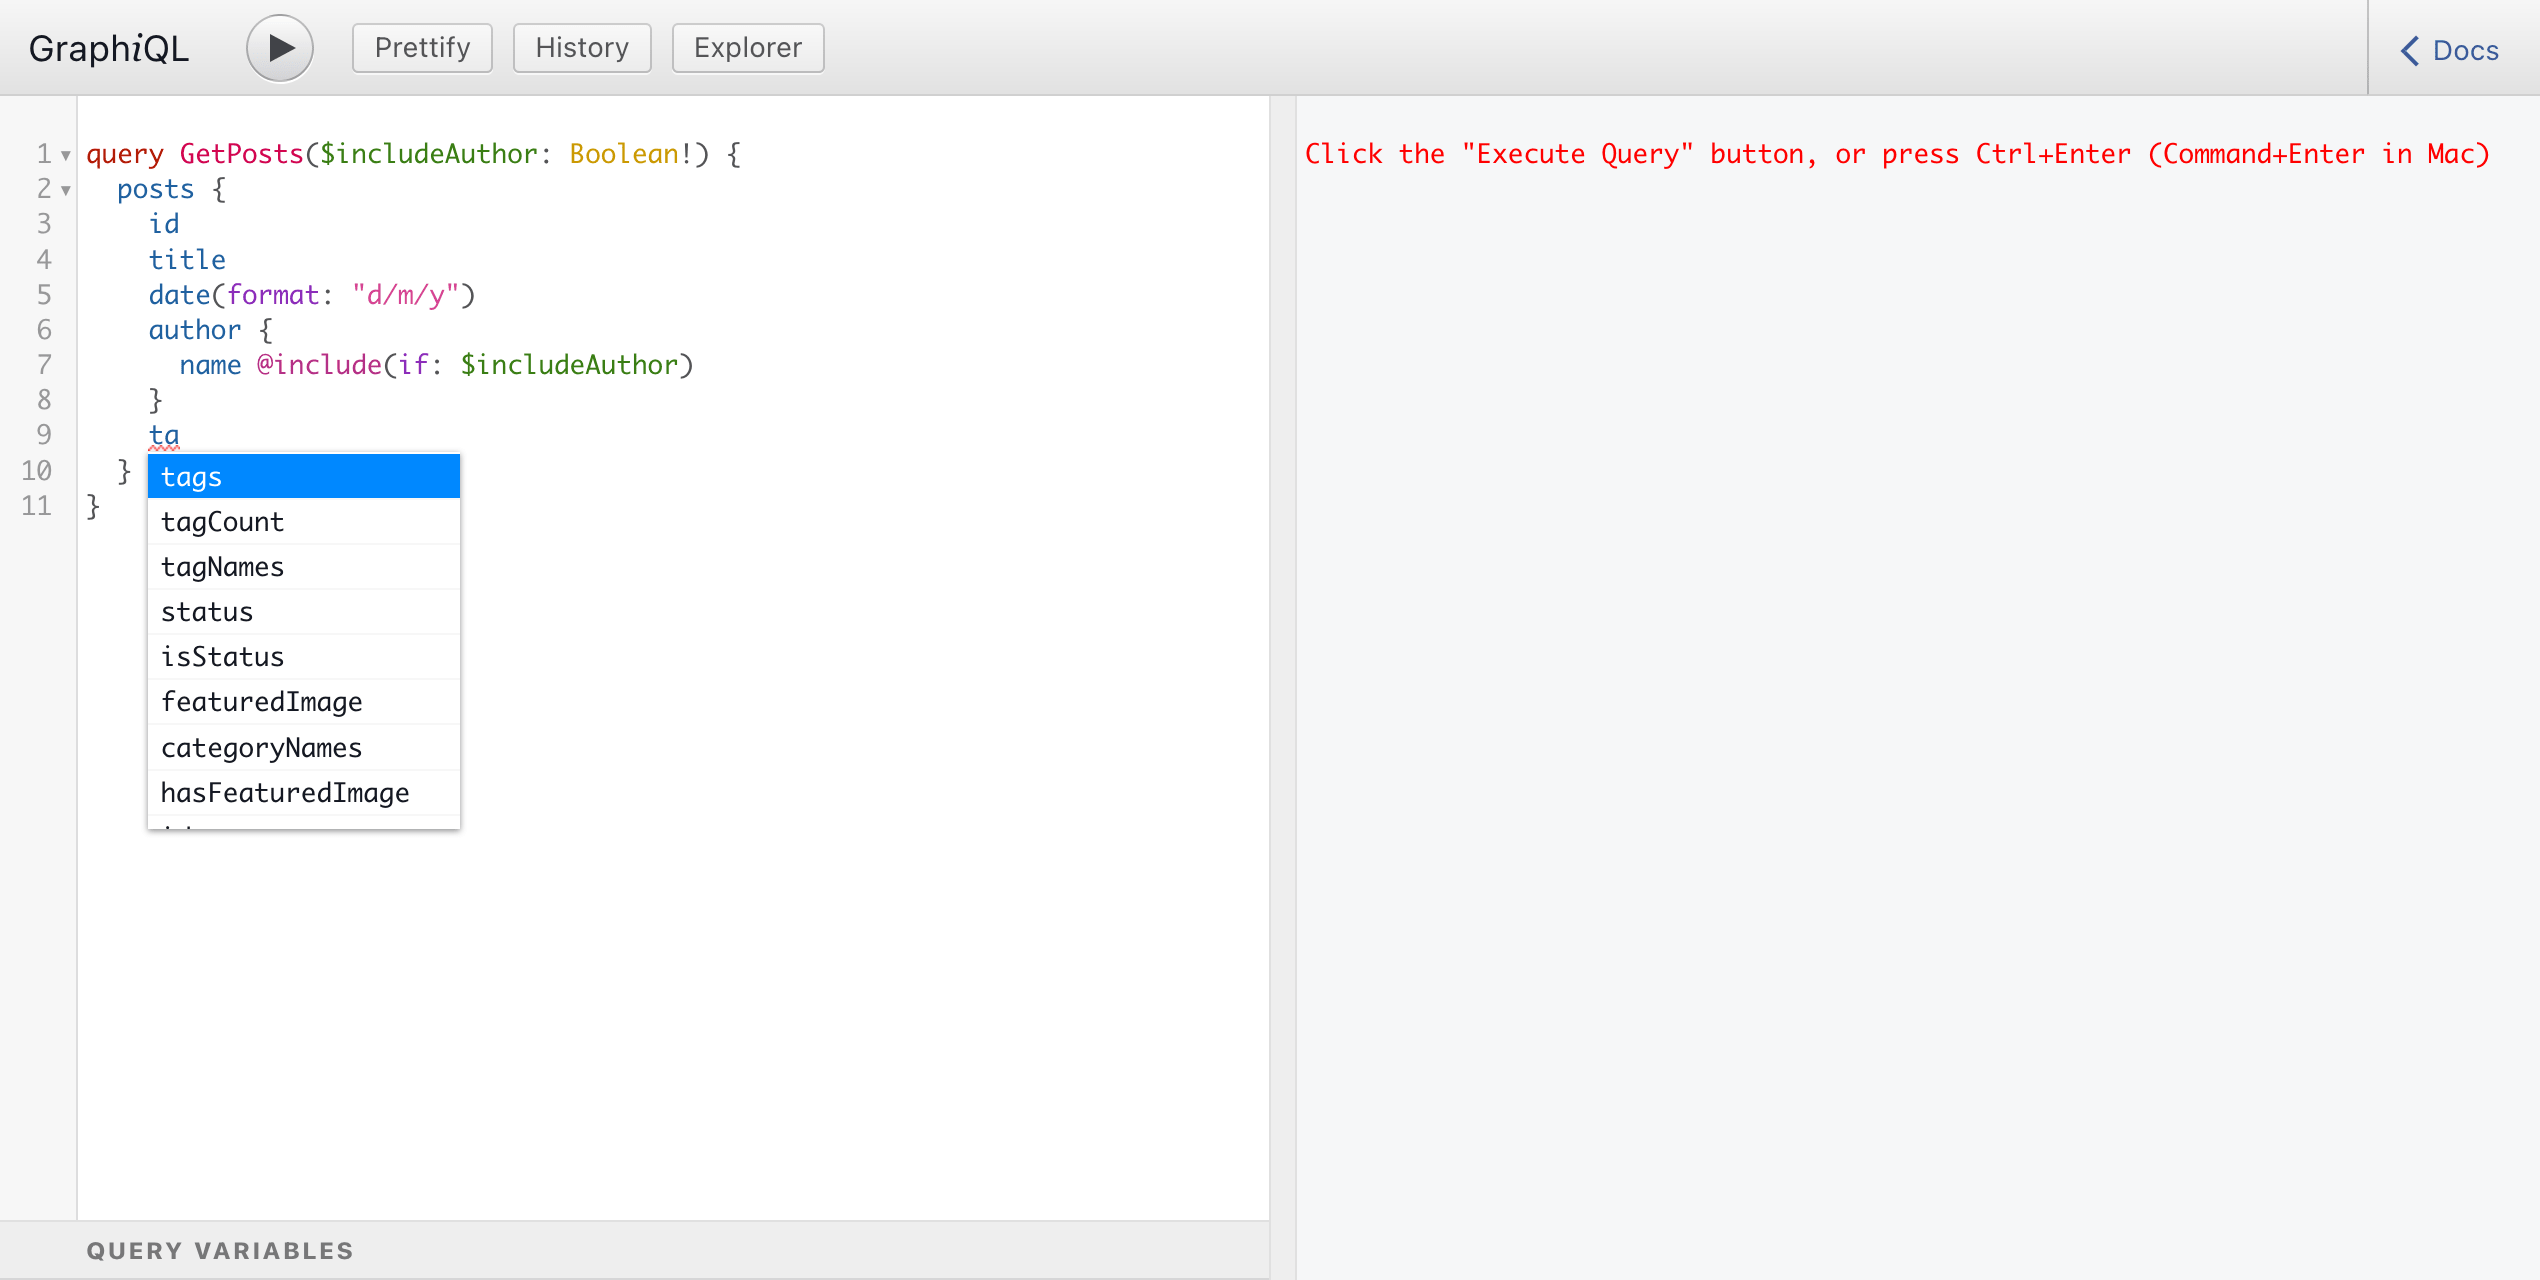 GraphiQL Prettify History Explorer Docs
1 query GetPosts($includeAuthor: Boolean!) {
2 posts {
3 id
4 title
5 date(format: "d/m/y")
6 author {
7 name @include(if: $includeAuthor)
8 }
9 ta
10 }
11 }
tags
tagCount
tagNames
status
isStatus
featuredImage
categoryNames
hasFeaturedImage
QUERY VARIABLES
Click the "Execute Query" button, or press Ctrl+Enter (Command+Enter in Mac)